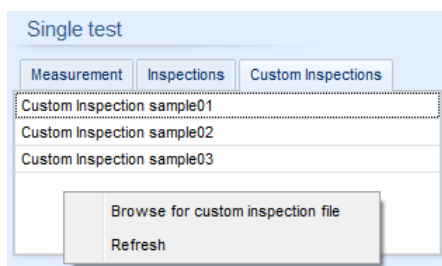 Single test
Measurement Inspections Custom Inspections
Custom Inspection sample01
Custom Inspection sample02
Custom Inspection sample03
Browse for custom inspection file
Refresh